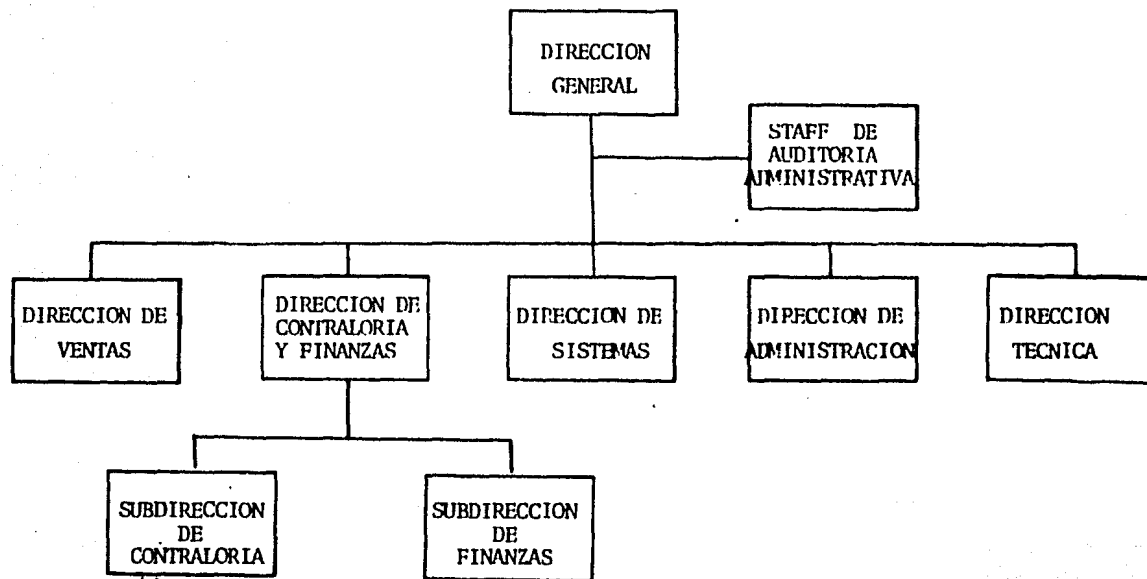 DIRECCION
GENERAL
STAFF DE
AUDITORIA
ADMINISTRATIVA
DIRECCION DE
VENTAS
DIRECCION DE
CONTRALORIA
Y FINANZAS
DIRECCION DE
SISTEMAS
DIRECCION DE
ADMINISTRACION
DIRECCION
TECNICA
SUBDIRECCION
DE
CONTRALORIA
SUBDIRECCION
DE
FINANZAS